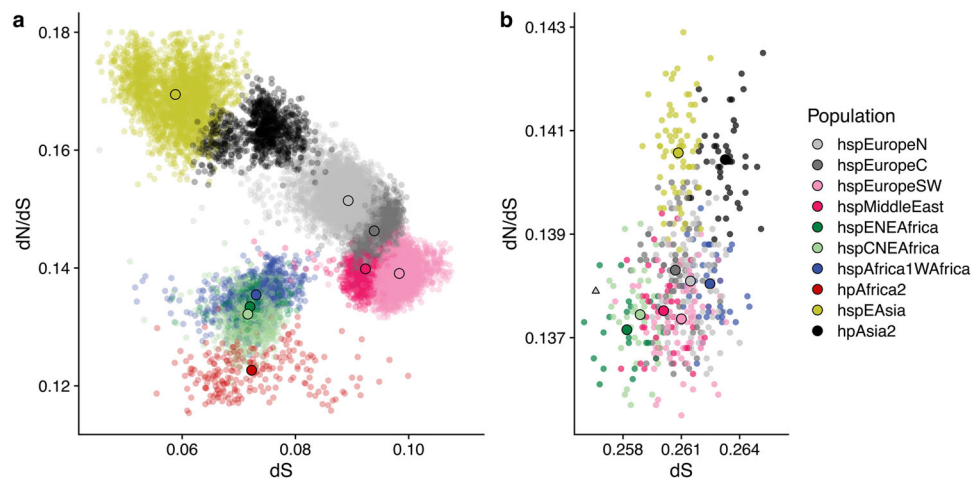 a
0.18
0.16
0.14
0.12
dN/dS
0.06
0.08
0.10
dS
b
0.143
0.141
0.139
0.137
dN/dS
0.258
0.261
0.264
dS
Population
hspEuropeN
hspEuropeC
hspEuropeSW
hspMiddleEast
hspENEAfrica
hspCNEAfrica
hspAfrica1WAfrica
hpAfrica2
hspEAsia
hpAsia2